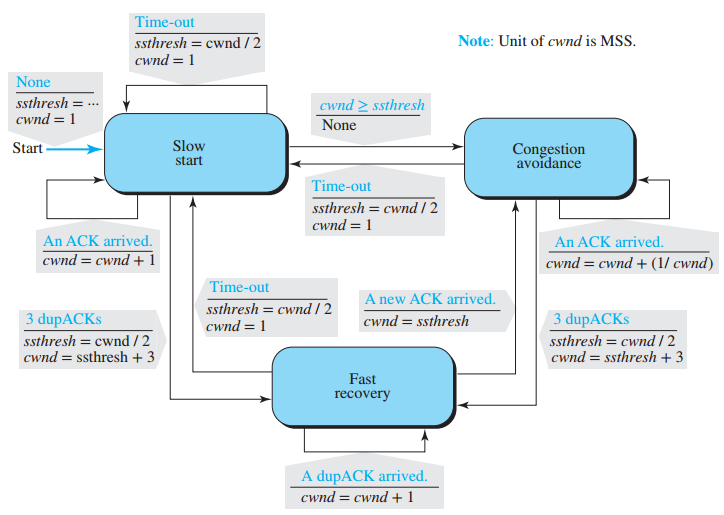 Time-out
ssthresh = cwnd / 2
cwnd = 1
Note: Unit of cwnd is MSS.
None
ssthresh = ...
cwnd = 1
Start
Slow
start
cwnd ≥ ssthresh
None
Congestion
avoidance
Time-out
ssthresh = cwnd / 2
cwnd = 1
An ACK arrived.
cwnd = cwnd + 1
An ACK arrived.
cwnd = cwnd + (1/ cwnd)
Time-out
ssthresh = cwnd / 2
cwnd = 1
A new ACK arrived.
cwnd = ssthresh
3 dupACKs
ssthresh = cwnd / 2
cwnd = ssthresh + 3
3 dupACKs
ssthresh = cwnd / 2
cwnd = ssthresh + 3
Fast
recovery
A dupACK arrived.
cwnd = cwnd + 1